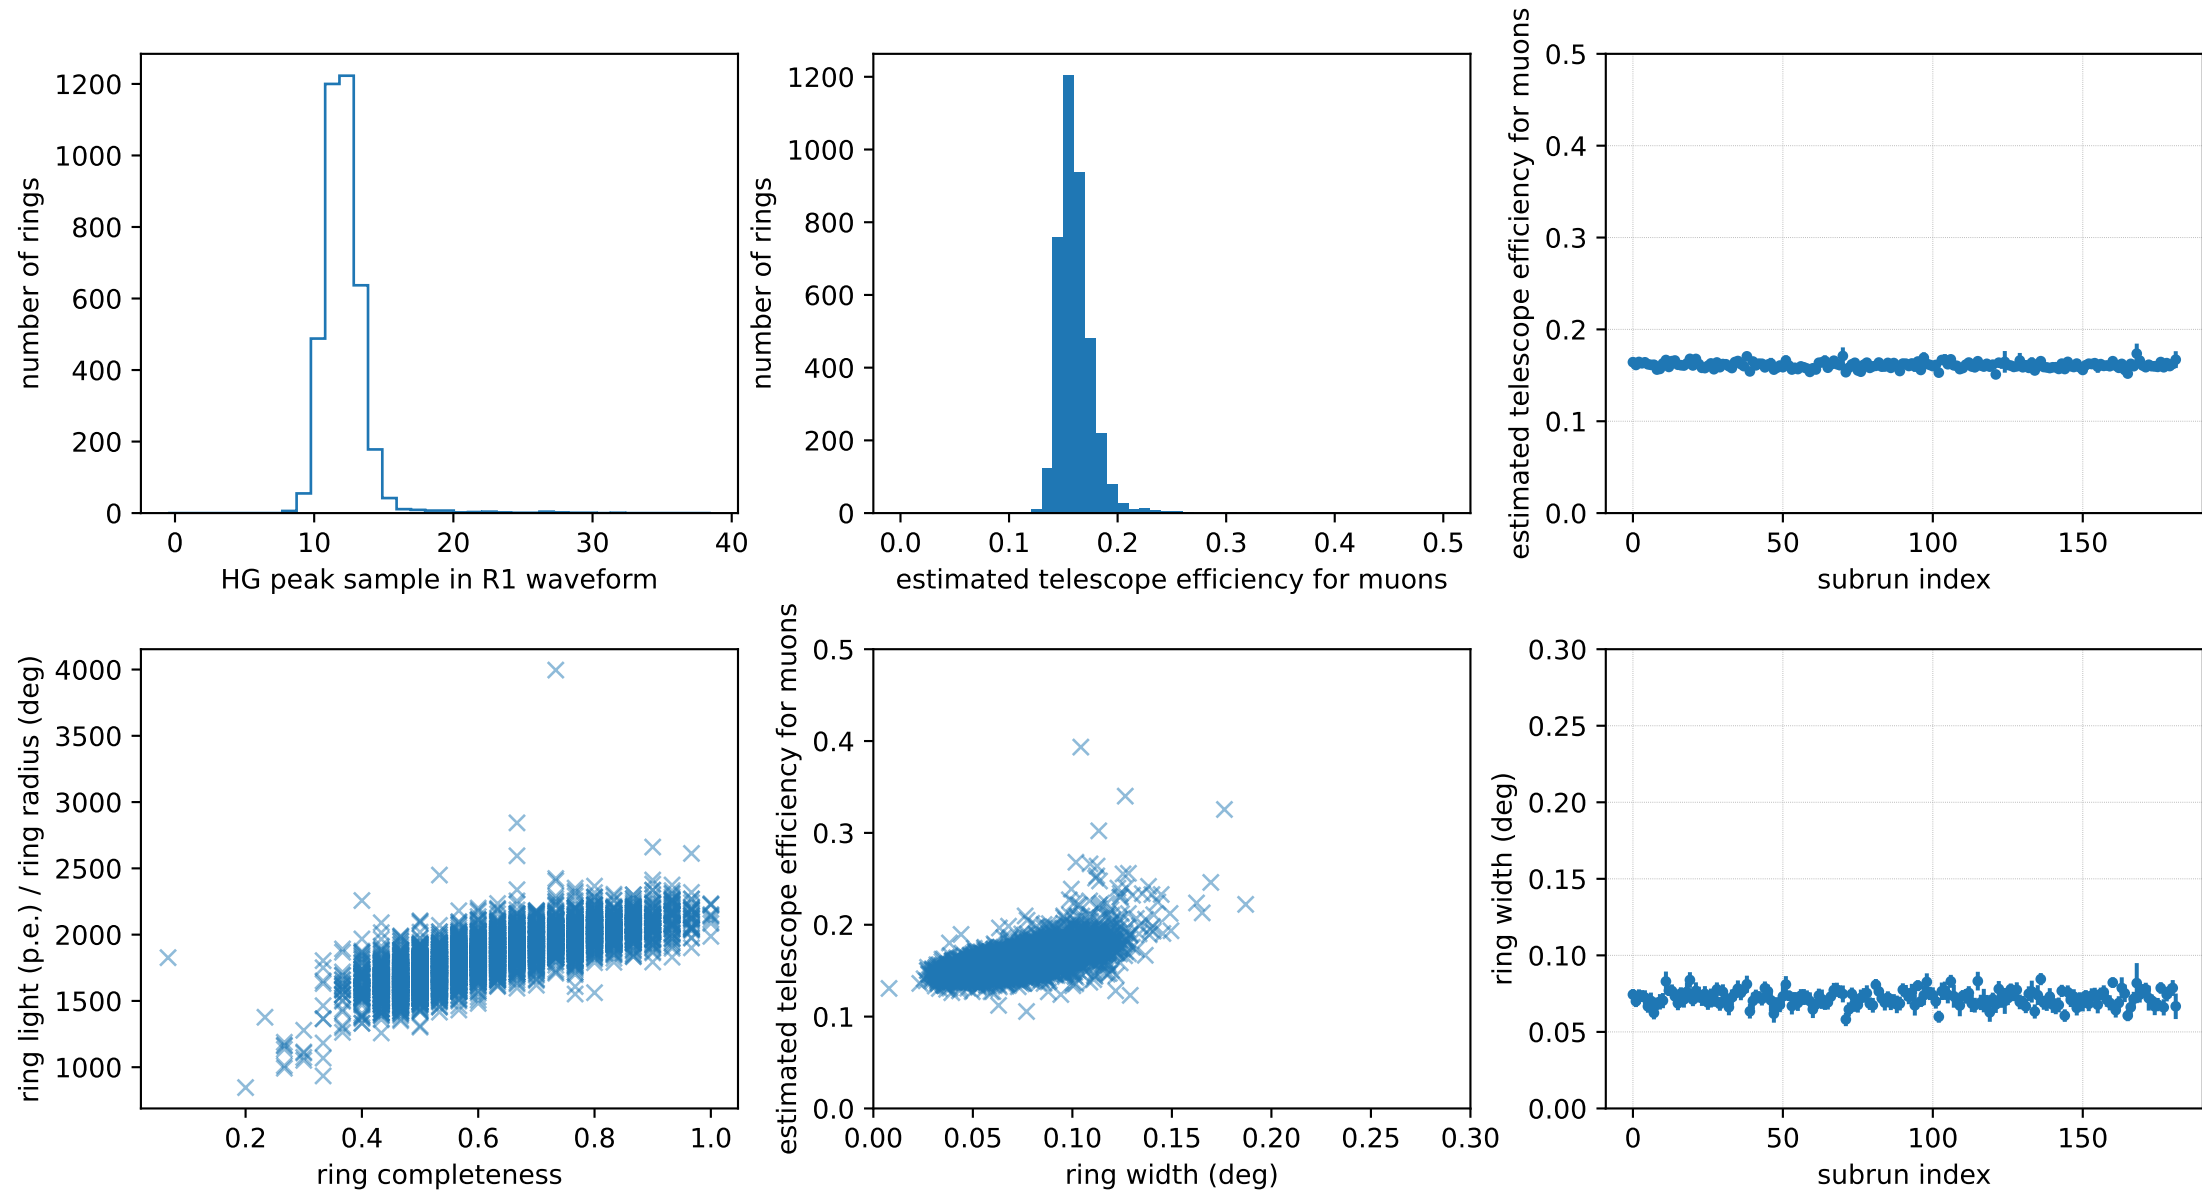 number of rings
1200
1000
800
600
400
200
0
0 10 20 30 40
HG peak sample in R1 waveform
number of rings
1200
1000
800
600
400
200
0
0.0 0.1 0.2 0.3 0.4 0.5
estimated telescope efficiency for muons
estimated telescope efficiency for muons
0.5
0.4
0.3
0.2
0.1
0.0
0 50 100 150
subrun index
ring light (p.e.) / ring radius (deg)
4000
3500
3000
2500
2000
1500
1000
0.2 0.4 0.6 0.8 1.0
ring completeness
estimated telescope efficiency for muons
0.5
0.4
0.3
0.2
0.1
0.0
0.00 0.05 0.10 0.15 0.20 0.25 0.30
ring width (deg)
ring width (deg)
0.30
0.25
0.20
0.15
0.10
0.05
0.00
0 50 100 150
subrun index